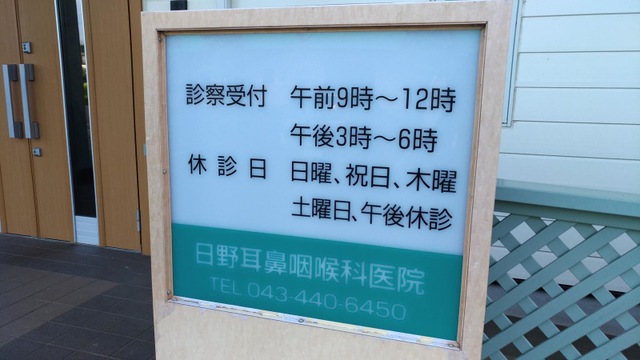 診察受付 午前9時〜12時
午後3時〜6時
休診日 日曜、祝日、木曜
土曜日、午後休診
日野耳鼻咽喉科医院
TEL 043-440-6450